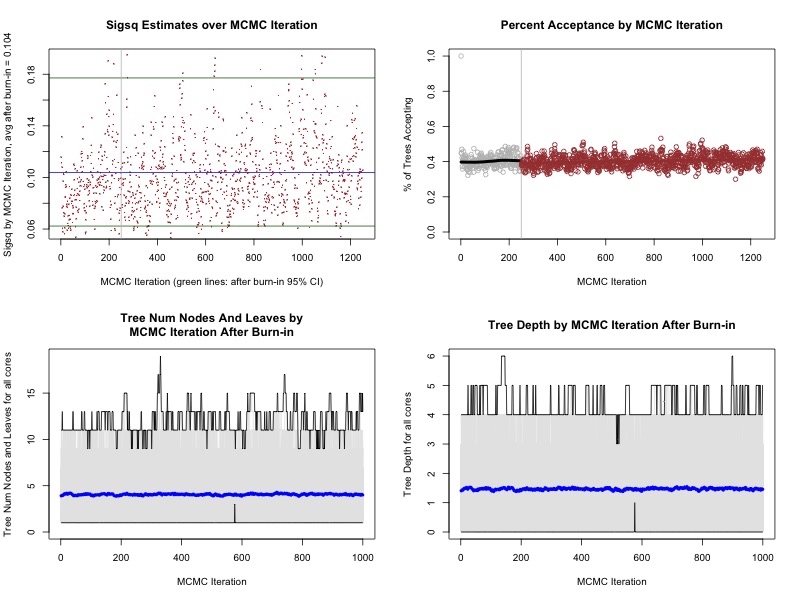 Sigsq Estimates over MCMC Iteration
Sigsq by MCMC Iteration, avg after burn-in = 0.104
0.06 0.10 0.14 0.18
0 200 400 600 800 1000 1200
MCMC Iteration (green lines: after burn-in 95% CI)
Percent Acceptance by MCMC Iteration
% of Trees Accepting
0.0 0.2 0.4 0.6 0.8 1.0
0 200 400 600 800 1000 1200
MCMC Iteration
Tree Num Nodes And Leaves by
MCMC Iteration After Burn-in
Tree Num Nodes and Leaves for all cores
0 5 10 15
0 200 400 600 800 1000
MCMC Iteration
Tree Depth by MCMC Iteration After Burn-in
Tree Depth for all cores
0 1 2 3 4 5 6
0 200 400 600 800 1000
MCMC Iteration